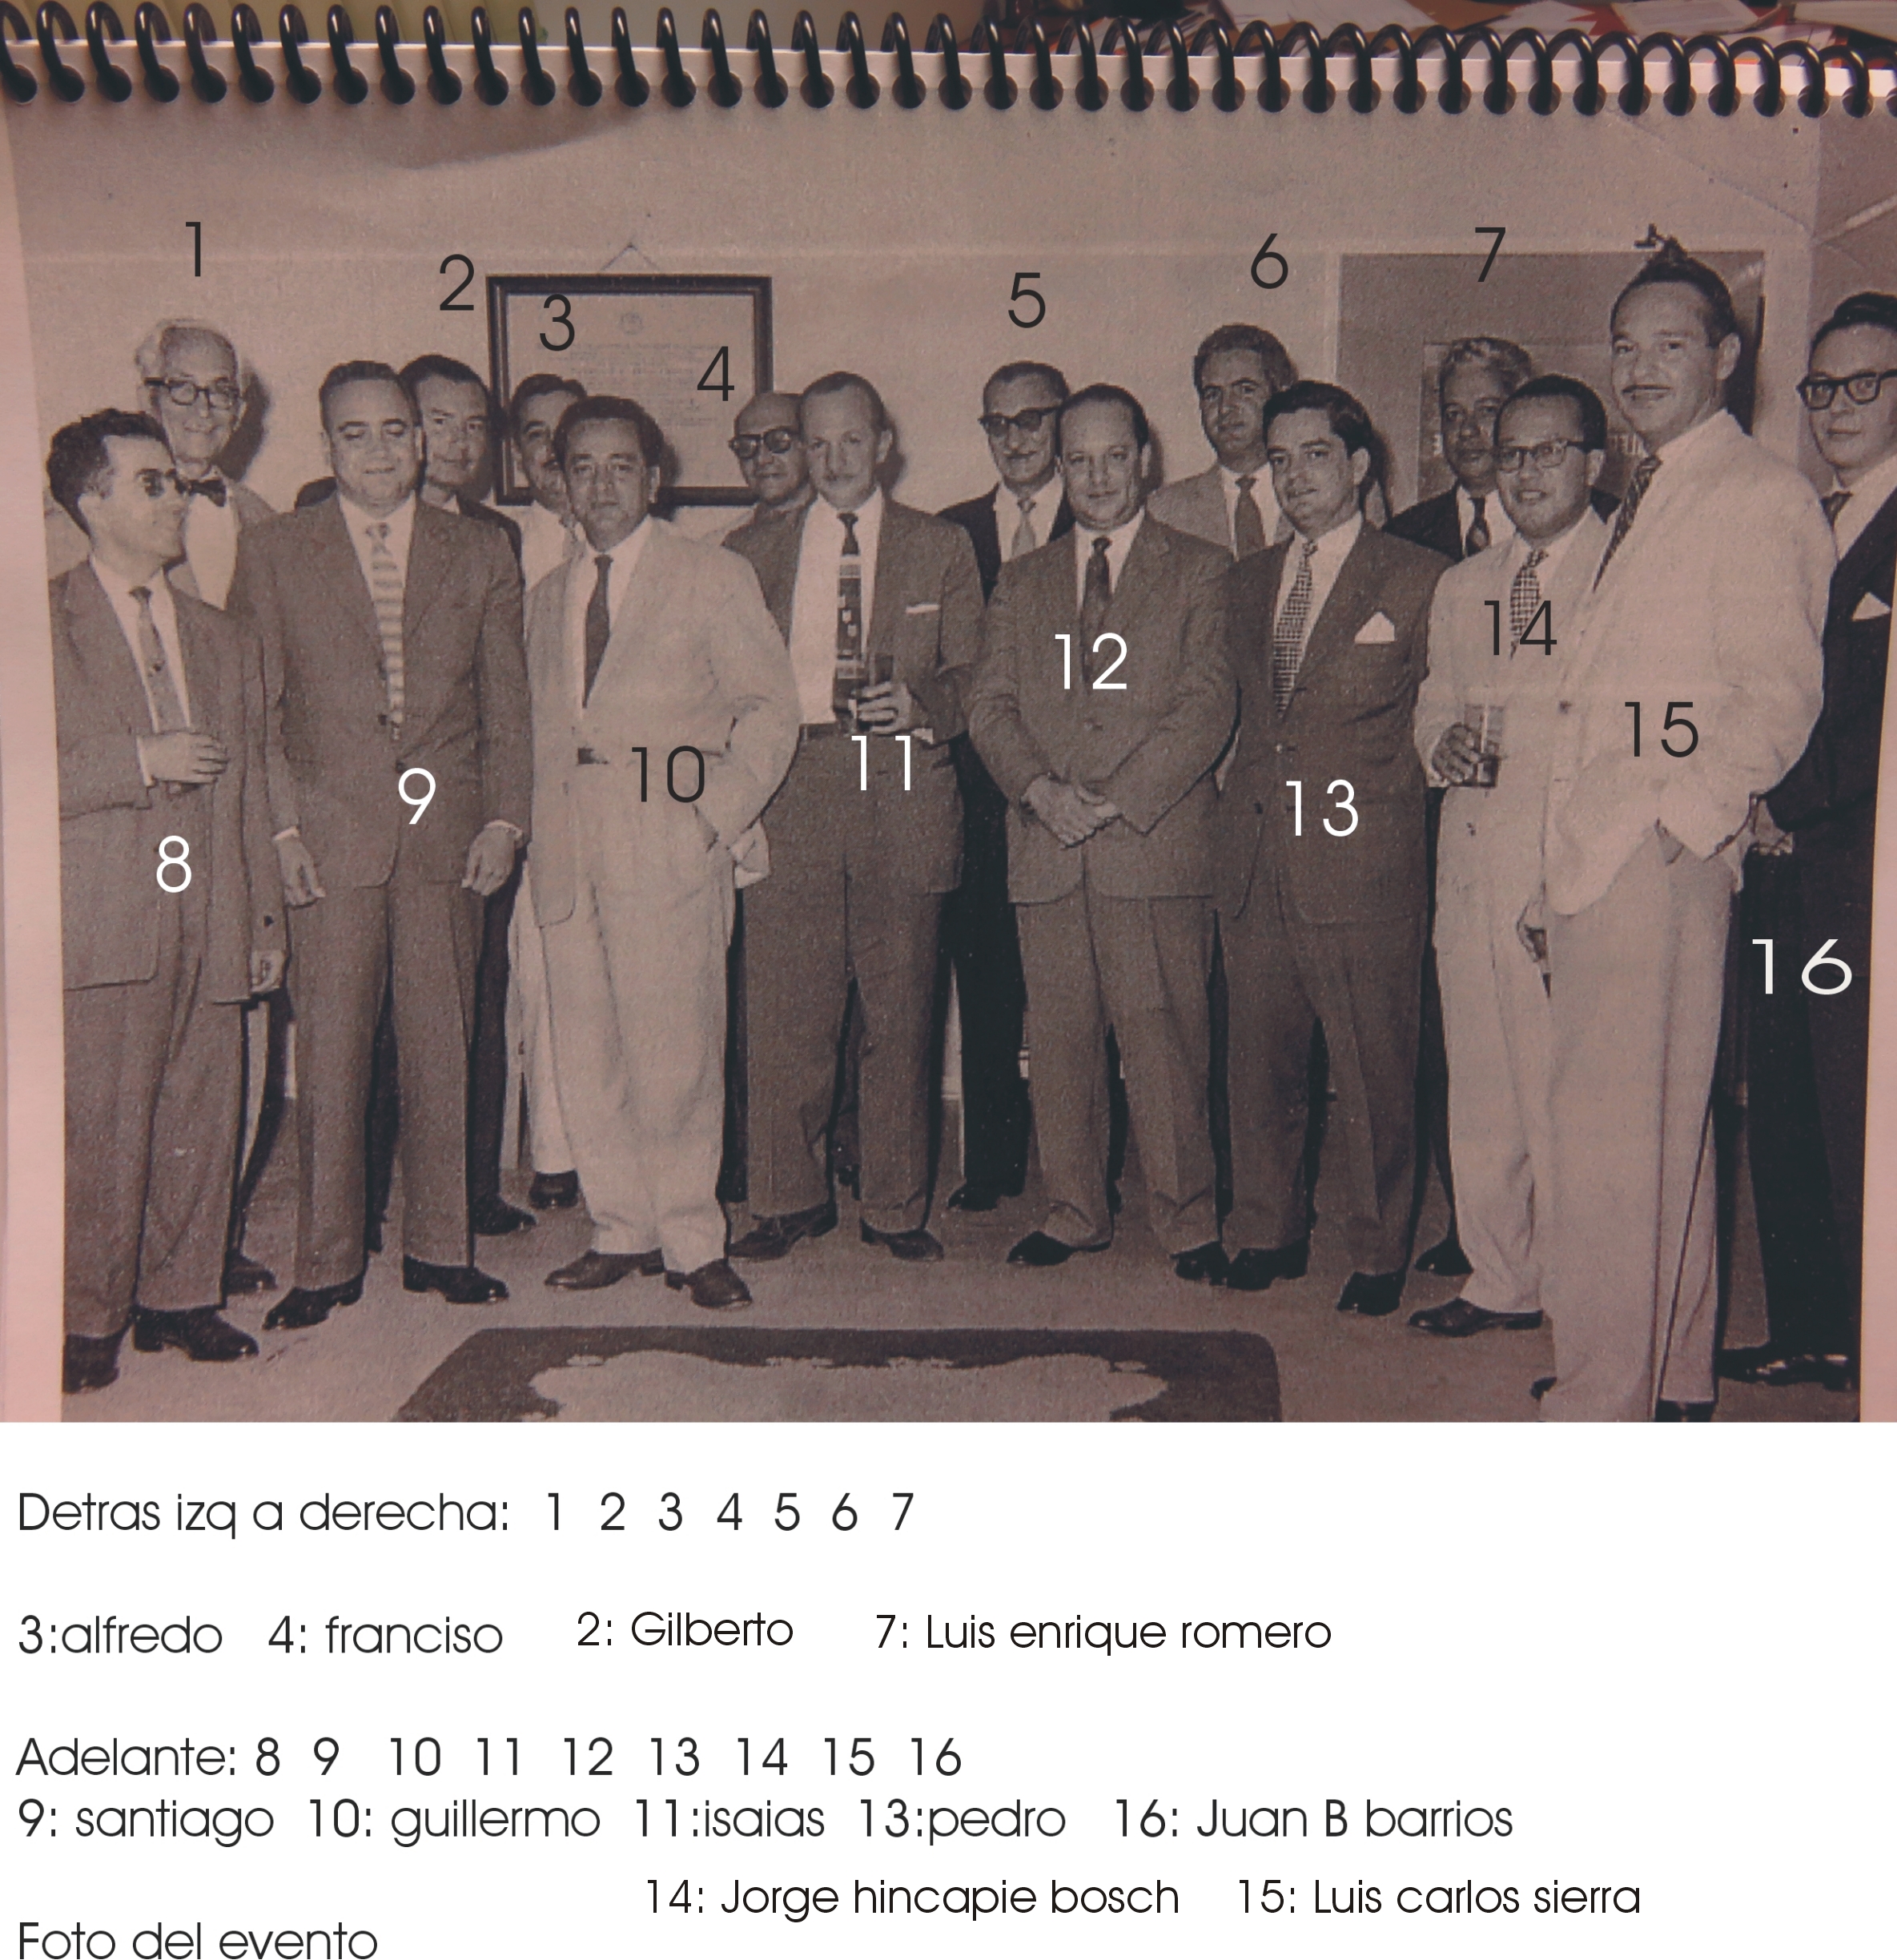 1
2
3
4
5
6
7
8
9
10
11
12
13
14
15
16
Detras izq a derecha: 1 2 3 4 5 6 7
3:alfredo 4: franciso 2: Gilberto 7: Luis enrique romero
Adelante: 8 9 10 11 12 13 14 15 16
9: santiago 10: guillermo 11:isaias 13:pedro 16: Juan B barrios
14: Jorge hincapie bosch 15: Luis carlos sierra
Foto del evento